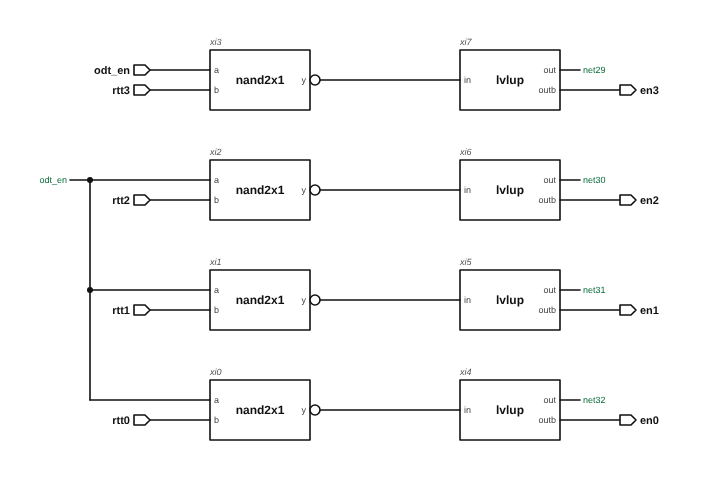 xi3
xi7
odt_en
a
nand2x1
y
in
lvlup
out
net29
rtt3
b
outb
en3
xi2
xi6
odt_en
a
nand2x1
y
in
lvlup
out
net30
rtt2
b
outb
en2
xi1
xi5
a
nand2x1
y
in
lvlup
out
net31
rtt1
b
outb
en1
xi0
xi4
a
nand2x1
y
in
lvlup
out
net32
rtt0
b
outb
en0